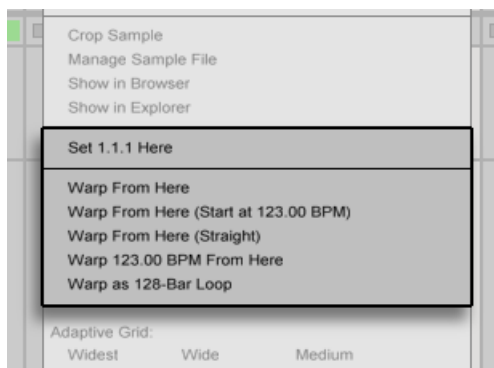 Crop Sample
Manage Sample File
Show in Browser
Show in Explorer
Set 1.1.1 Here
Warp From Here
Warp From Here (Start at 123.00 BPM)
Warp From Here (Straight)
Warp 123.00 BPM From Here
Warp as 128-Bar Loop
Adaptive Grid:
Widest Wide Medium